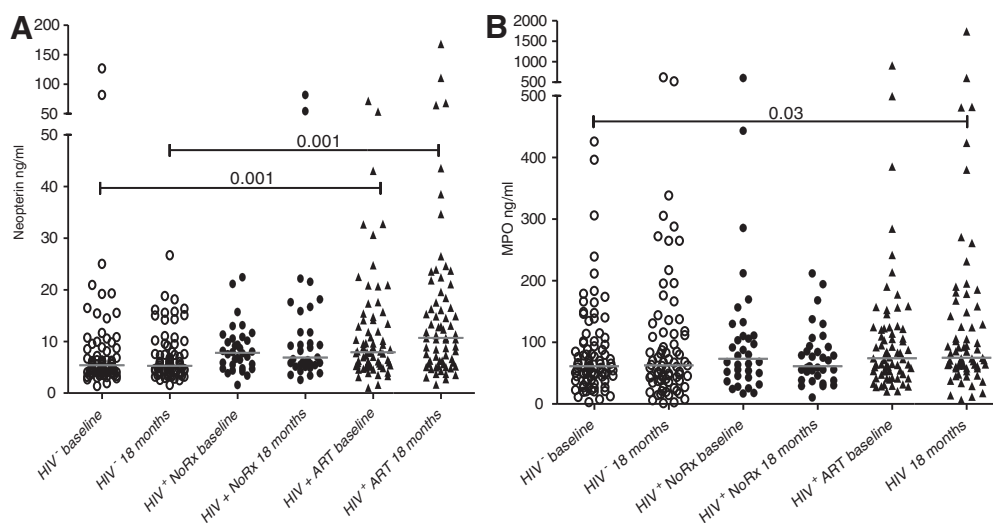 A
Neopterin ng/ml
200
150
100
50
50
40
30
20
10
0
0.001
0.001
HIV⁻ baseline
HIV⁻ 18 months
HIV⁺ NoRx baseline
HIV + NoRx 18 months
HIV + ART baseline
HIV⁺ ART 18 months
B
MPO ng/ml
2000
1500
1000
500
500
400
300
200
100
0
0.03
HIV⁻ baseline
HIV⁻ 18 months
HIV⁺ NoRx baseline
HIV⁺ NoRx 18 months
HIV⁺ ART baseline
HIV 18 months